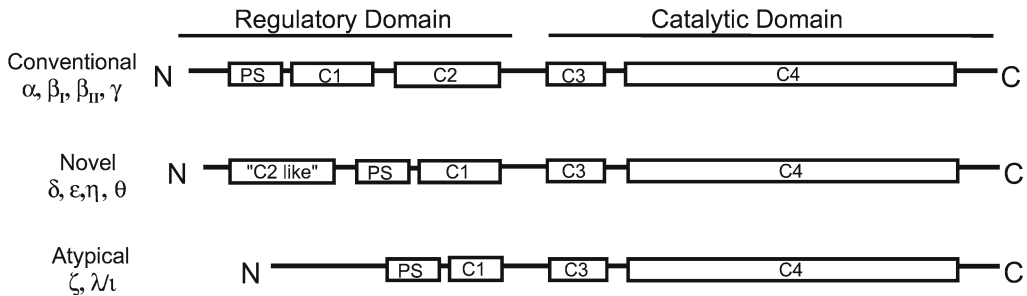 Regulatory Domain Catalytic Domain
Conventional
α, βI, βII, γ
N PS C1 C2 C3 C4 C
Novel
δ, ε,η, θ
N "C2 like" PS C1 C3 C4 C
Atypical
ζ, λ/ι
N PS C1 C3 C4 C